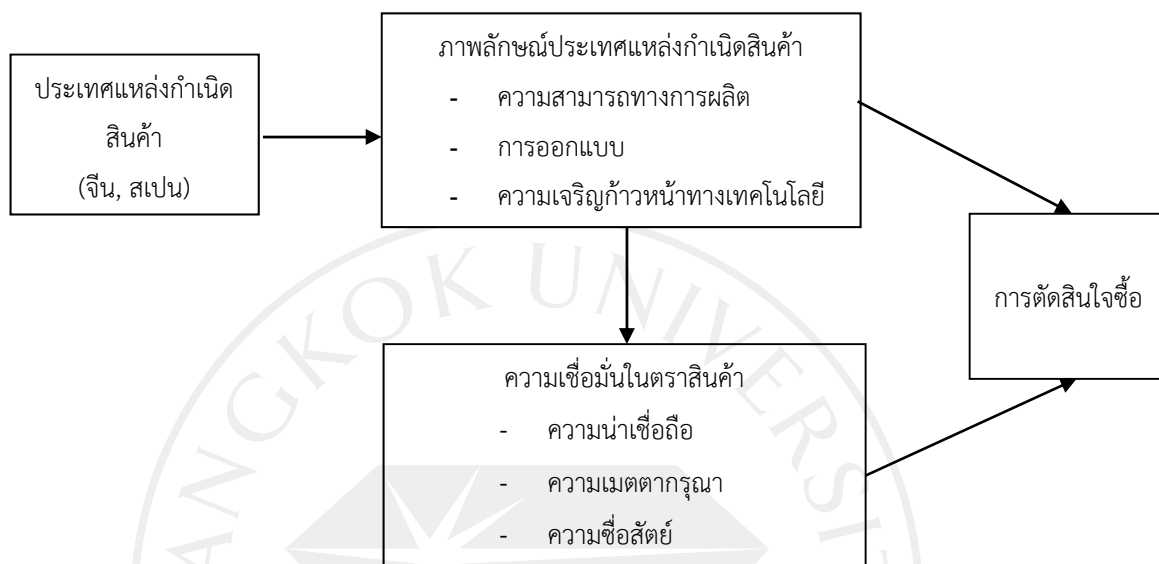 ประเทศแหล่งกำเนิด
สินค้า
(จีน, สเปน)
ภาพลักษณ์ประเทศแหล่งกำเนิดสินค้า
- ความสามารถทางการผลิต
- การออกแบบ
- ความเจริญก้าวหน้าทางเทคโนโลยี
การตัดสินใจซื้อ
ความเชื่อมั่นในตราสินค้า
- ความน่าเชื่อถือ
- ความเมตตากรุณา
- ความซื่อสัตย์
ANGKOK UNIVERSIT